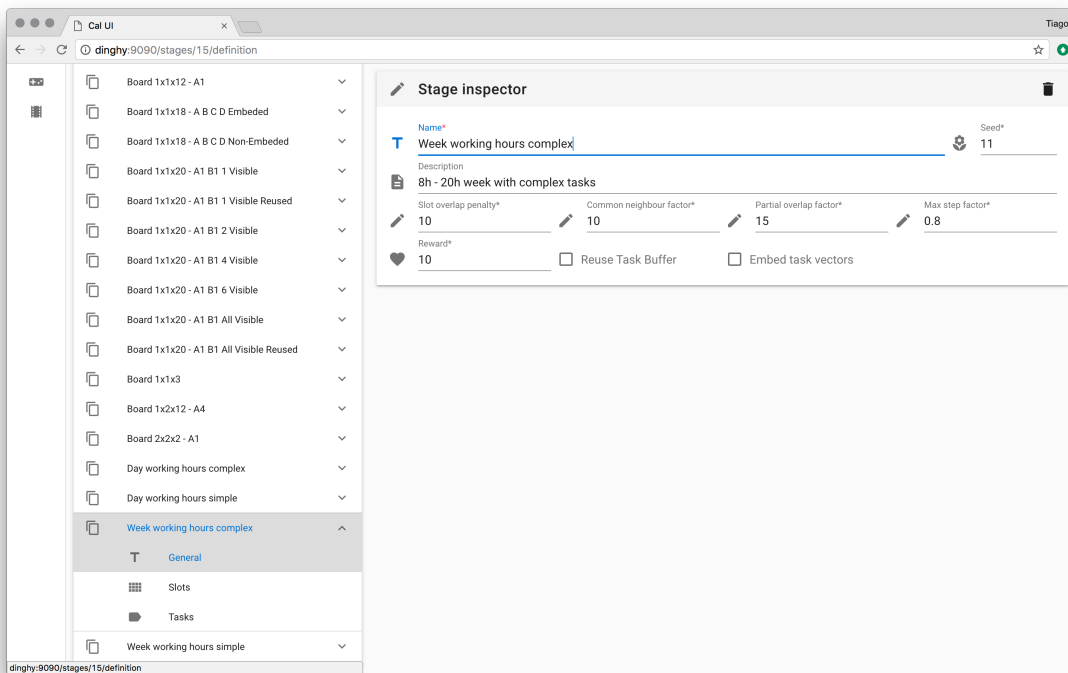 Cal UI
Tiago
dinghy:9090/stages/15/definition
Board 1x1x12 - A1
Board 1x1x18 - A B C D Embeded
Board 1x1x18 - A B C D Non-Embeded
Board 1x1x20 - A1 B1 1 Visible
Board 1x1x20 - A1 B1 1 Visible Reused
Board 1x1x20 - A1 B1 2 Visible
Board 1x1x20 - A1 B1 4 Visible
Board 1x1x20 - A1 B1 6 Visible
Board 1x1x20 - A1 B1 All Visible
Board 1x1x20 - A1 B1 All Visible Reused
Board 1x1x3
Board 1x2x12 - A4
Board 2x2x2 - A1
Day working hours complex
Day working hours simple
Week working hours complex
General
Slots
Tasks
Week working hours simple
dinghy:9090/stages/15/definition
Stage inspector
Name* Seed*
Week working hours complex 11
Description
8h - 20h week with complex tasks
Slot overlap penalty* Common neighbour factor* Partial overlap factor* Max step factor*
10 10 15 0.8
Reward*
10 Reuse Task Buffer Embed task vectors